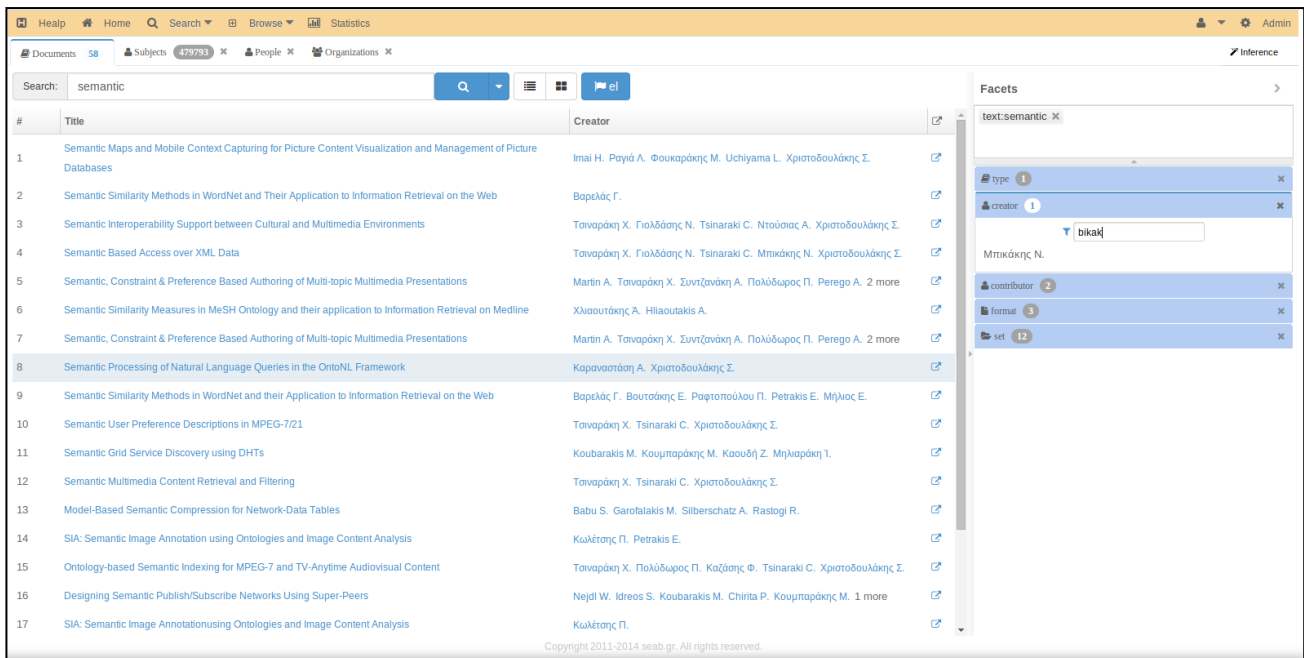 Healp Home Search Browse Statistics Admin
Documents 58 Subjects 479793 People Organizations Inference
Search: semantic el Facets
# Title Creator
text:semantic
Semantic Maps and Mobile Context Capturing for Picture Content Visualization and Management of Picture
1 Imai H. Ραγιά Λ. Φουκαράκης Μ. Uchiyama L. Χριστοδουλάκης Σ.
Databases
type 1
2 Semantic Similarity Methods in WordNet and Their Application to Information Retrieval on the Web Βαρελάς Γ.
creator 1
3 Semantic Interoperability Support between Cultural and Multimedia Environments Τσιναράκη Χ. Γιολδάσης Ν. Tsinaraki C. Ντούσιας Α. Χριστοδουλάκης Σ.
bikak
4 Semantic Based Access over XML Data Τσιναράκη Χ. Γιολδάσης Ν. Tsinaraki C. Μπικάκης Ν. Χριστοδουλάκης Σ.
Μπικάκης Ν.
5 Semantic, Constraint & Preference Based Authoring of Multi-topic Multimedia Presentations Martin A. Τσιναράκη Χ. Συντζανάκη Α. Πολύδωρος Π. Perego A. 2 more
contributor 2
6 Semantic Similarity Measures in MeSH Ontology and their application to Information Retrieval on Medline Χλιαουτάκης Ά. Hliaoutakis A.
format 3
7 Semantic, Constraint & Preference Based Authoring of Multi-topic Multimedia Presentations Martin A. Τσιναράκη Χ. Συντζανάκη Α. Πολύδωρος Π. Perego A. 2 more
set 12
8 Semantic Processing of Natural Language Queries in the OntoNL Framework Καραναστάση Α. Χριστοδουλάκης Σ.
9 Semantic Similarity Methods in WordNet and their Application to Information Retrieval on the Web Βαρελάς Γ. Βουτσάκης Ε. Ραφτοπούλου Π. Petrakis E. Μήλιος Ε.
10 Semantic User Preference Descriptions in MPEG-7/21 Τσιναράκη Χ. Tsinaraki C. Χριστοδουλάκης Σ.
11 Semantic Grid Service Discovery using DHTs Koubarakis M. Κουμπαράκης Μ. Καουδή Ζ. Μηλιαράκη Ί.
12 Semantic Multimedia Content Retrieval and Filtering Τσιναράκη Χ. Tsinaraki C. Χριστοδουλάκης Σ.
13 Model-Based Semantic Compression for Network-Data Tables Babu S. Garofalakis M. Silberschatz A. Rastogi R.
14 SIA: Semantic Image Annotation using Ontologies and Image Content Analysis Κωλέτσης Π. Petrakis E.
15 Ontology-based Semantic Indexing for MPEG-7 and TV-Anytime Audiovisual Content Τσιναράκη Χ. Πολύδωρος Π. Καζάσης Φ. Tsinaraki C. Χριστοδουλάκης Σ.
16 Designing Semantic Publish/Subscribe Networks Using Super-Peers Nejdl W. Idreos S. Koubarakis M. Chirita P. Κουμπαράκης Μ. 1 more
17 SIA: Semantic Image Annotationusing Ontologies and Image Content Analysis Κωλέτσης Π.
Copyright 2011-2014 seab.gr. All rights reserved.